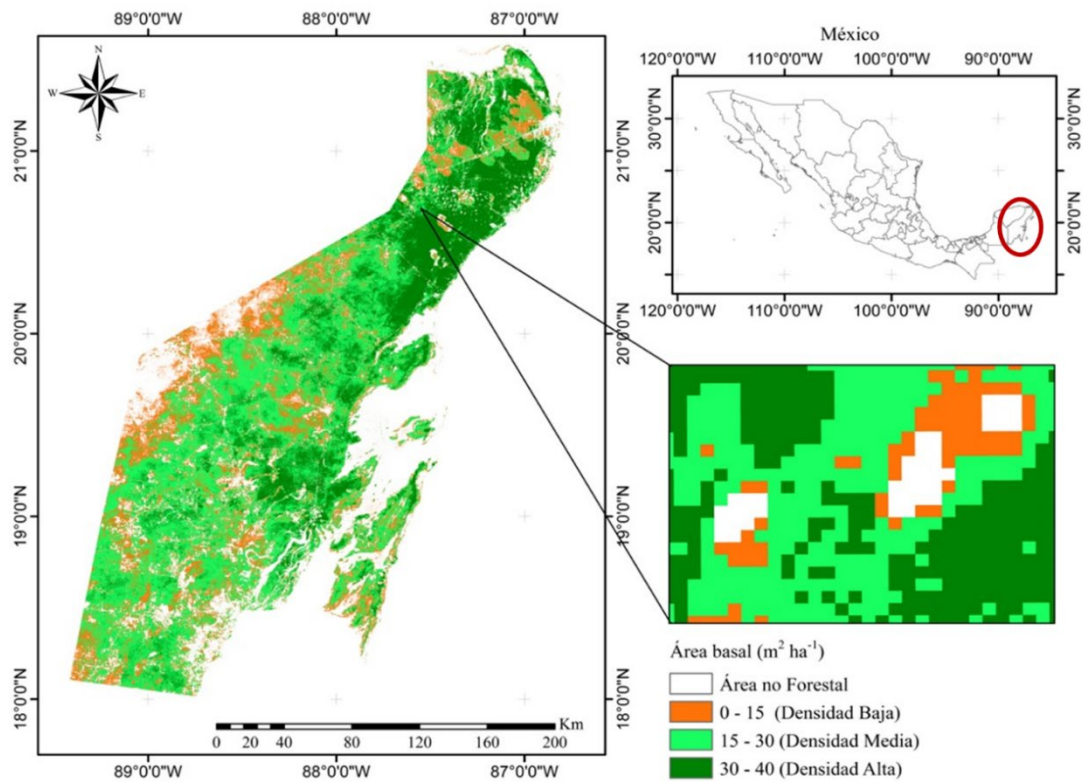 89°0'0"W 88°0'0"W 87°0'0"W
N
W E
S
21°0'0"N 21°0'0"N
20°0'0"N 20°0'0"N
19°0'0"N 19°0'0"N
18°0'0"N 18°0'0"N
Km
0 20 40 80 120 160 200
89°0'0"W 88°0'0"W 87°0'0"W
México
120°0'0"W 110°0'0"W 100°0'0"W 90°0'0"W
30°0'0"N 30°0'0"N
20°0'0"N 20°0'0"N
120°0'0"W 110°0'0"W 100°0'0"W 90°0'0"W
Área basal (m² ha⁻¹)
Área no Forestal
0 - 15 (Densidad Baja)
15 - 30 (Densidad Media)
30 - 40 (Densidad Alta)